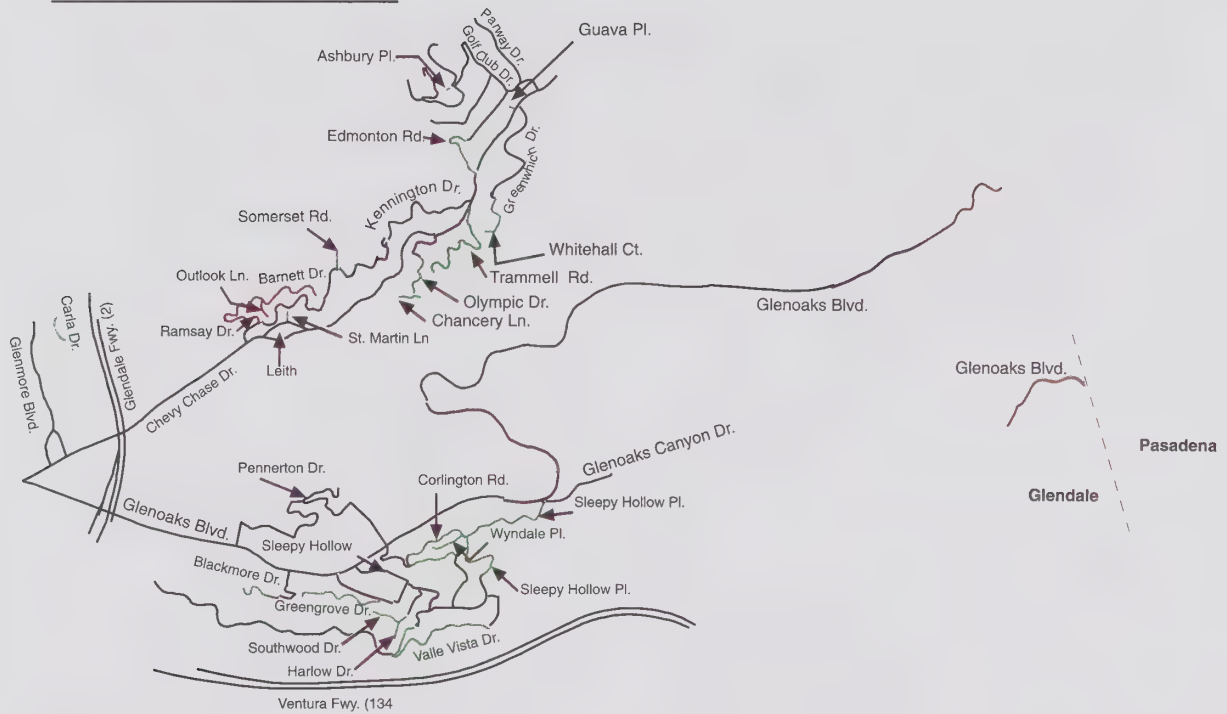 Parway Dr.
Golf Club Dr.
Guava Pl.
Ashbury Pl.
Edmonton Rd.
Greenwhich Dr.
Kennington Dr.
Somerset Rd.
Whitehall Ct.
Outlook Ln.
Barnett Dr.
Trammell Rd.
Olympic Dr.
Glenoaks Blvd.
Chancery Ln.
Ramsay Dr.
St. Martin Ln
Carla Dr.
Glendale Fwy. (2)
Leith
Glenmore Blvd.
Chevy Chase Dr.
Glenoaks Blvd.
Pasadena
Glenoaks Canyon Dr.
Pennerton Dr.
Corlington Rd.
Glendale
Sleepy Hollow Pl.
Glenoaks Blvd.
Wyndale Pl.
Sleepy Hollow
Blackmore Dr.
Sleepy Hollow Pl.
Greengrove Dr.
Southwood Dr.
Valle Vista Dr.
Harlow Dr.
Ventura Fwy. (134